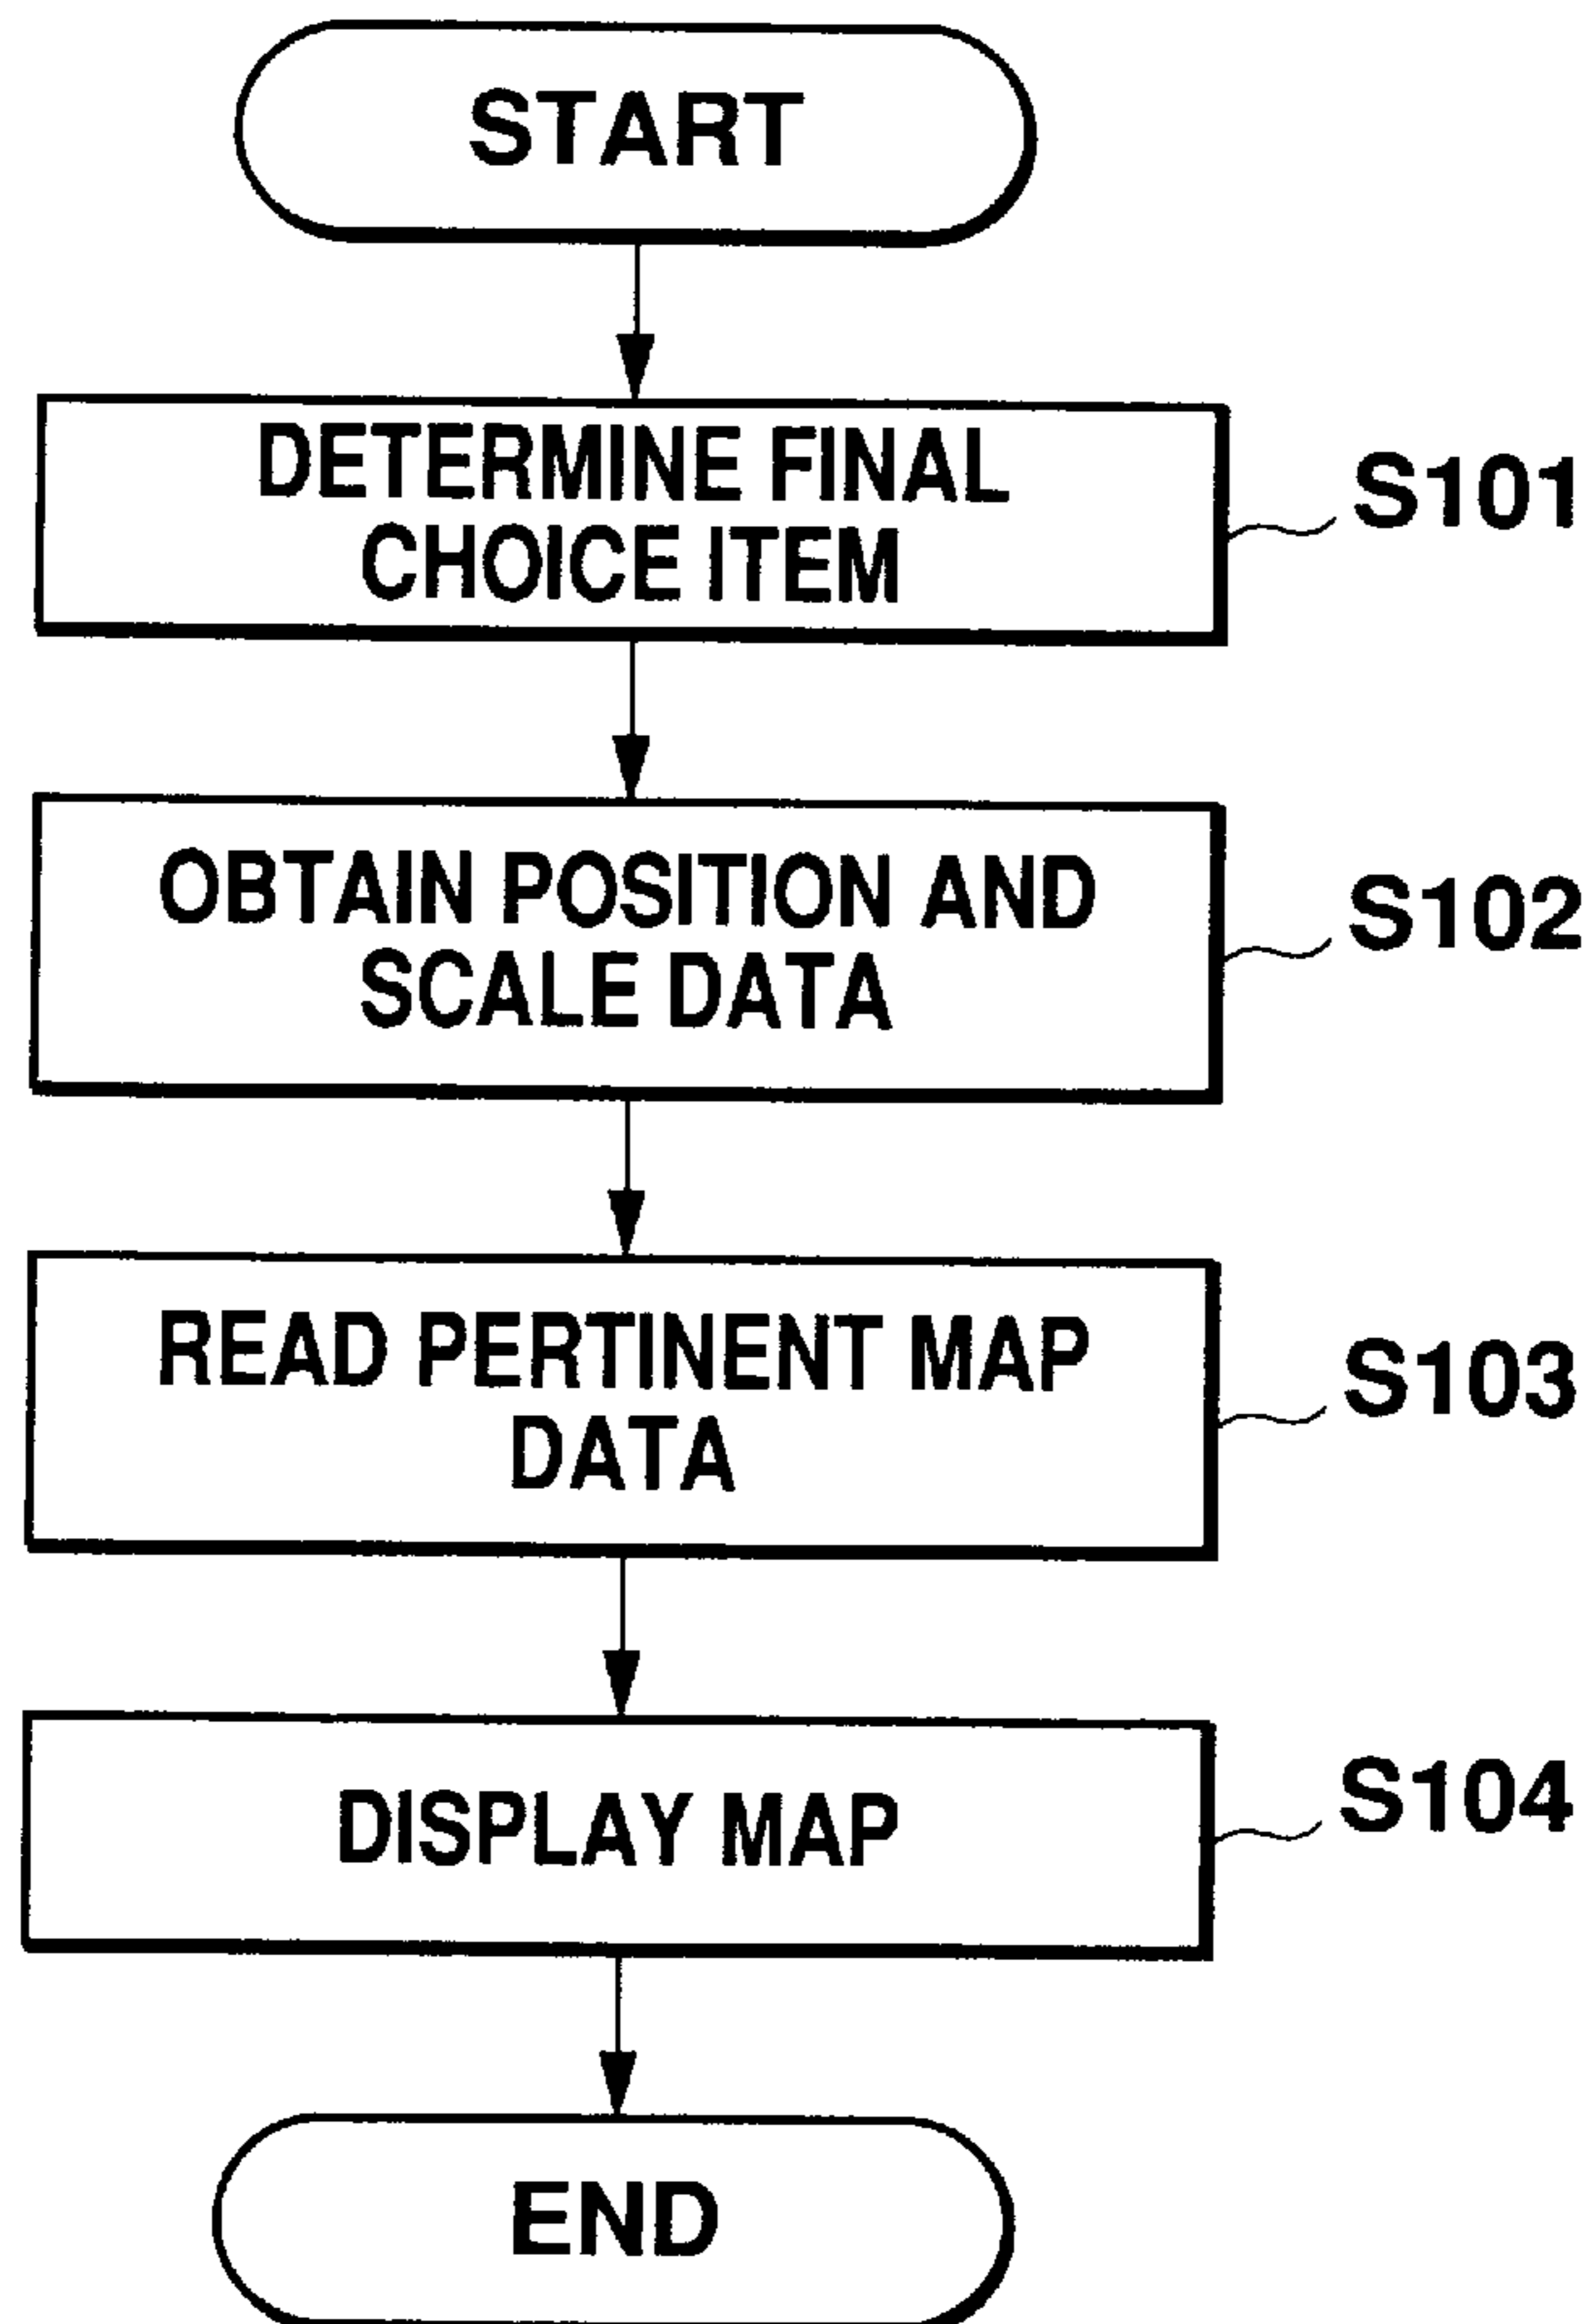 START
DETERMINE FINAL
CHOICE ITEM
S101
OBTAIN POSITION AND
SCALE DATA
S102
READ PERTINENT MAP
DATA
S103
DISPLAY MAP
S104
END